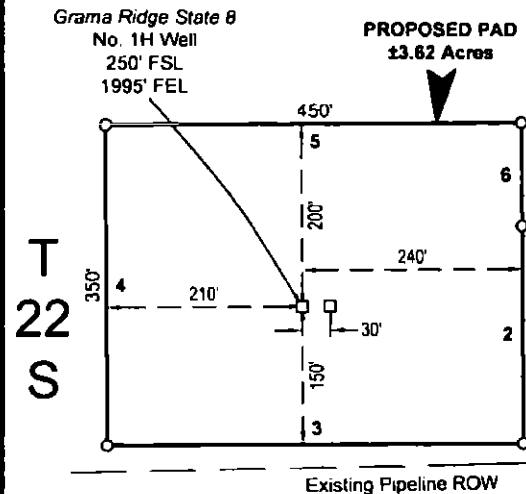 Grama Ridge State 8
No. 1H Well
250' FSL
1995' FEL
PROPOSED PAD
±3.62 Acres
450'
5
6
200'
240'
T
22
S
350'
4
210'
30'
2
150'
3
Existing Pipeline ROW